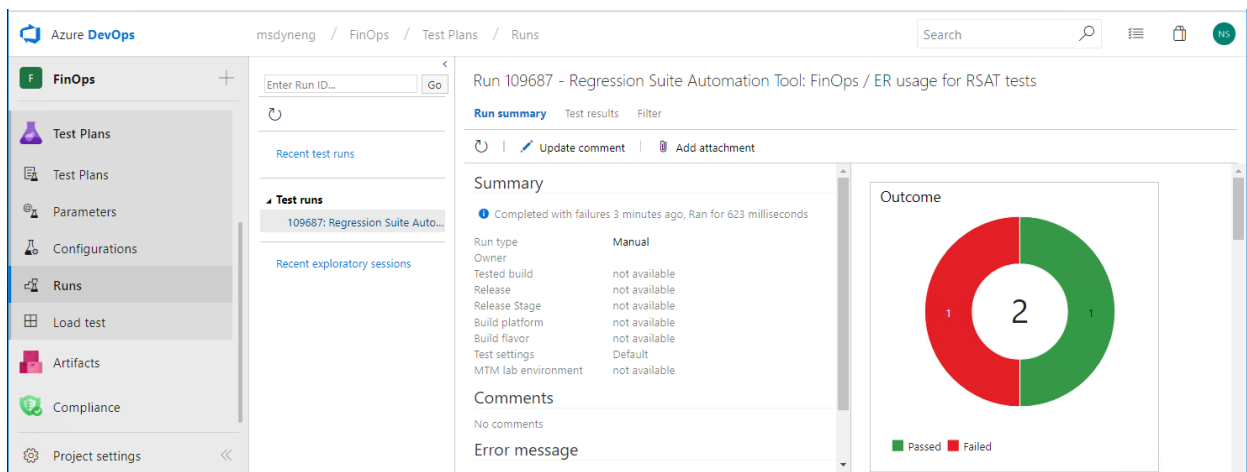 Azure DevOps
msdyneng / FinOps / Test Plans / Runs
Search
NS
F FinOps
Test Plans
Test Plans
Parameters
Configurations
Runs
Load test
Artifacts
Compliance
Project settings
Enter Run ID...
Go
Recent test runs
Test runs
109687: Regression Suite Auto...
Recent exploratory sessions
Run 109687 - Regression Suite Automation Tool: FinOps / ER usage for RSAT tests
Run summary Test results Filter
Update comment Add attachment
Summary
Completed with failures 3 minutes ago, Ran for 623 milliseconds
Run type Manual
Owner
Tested build not available
Release not available
Release Stage not available
Build platform not available
Build flavor not available
Test settings Default
MTM lab environment not available
Comments
No comments
Error message
Outcome
1 2 1
Passed Failed